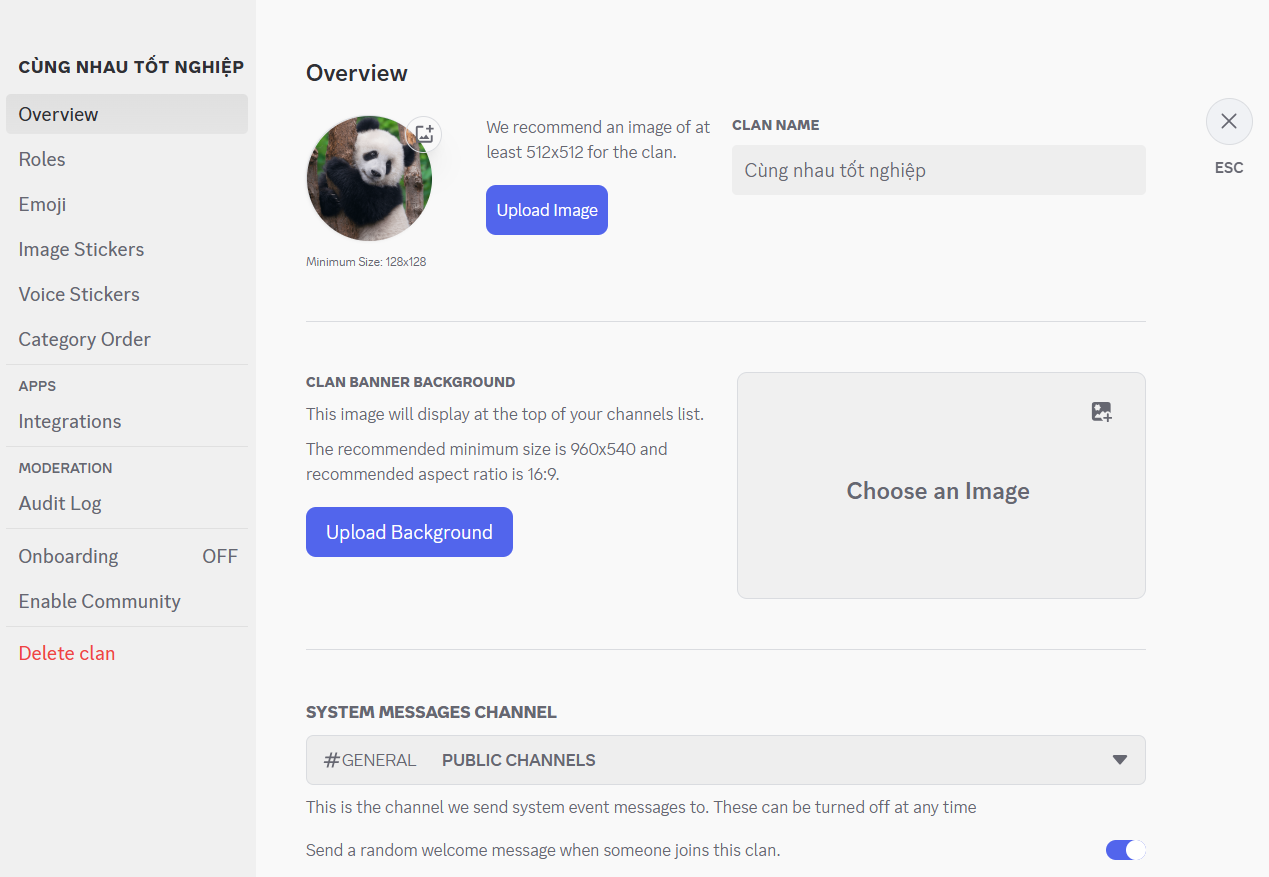 CÙNG NHAU TỐT NGHIỆP
Overview
Roles
Emoji
Image Stickers
Voice Stickers
Category Order
APPS
Integrations
MODERATION
Audit Log
Onboarding OFF
Enable Community
Delete clan
Overview
We recommend an image of at
least 512x512 for the clan.
Upload Image
Minimum Size: 128x128
CLAN NAME
Cùng nhau tốt nghiệp
ESC
CLAN BANNER BACKGROUND
This image will display at the top of your channels list.
The recommended minimum size is 960x540 and
recommended aspect ratio is 16:9.
Upload Background
Choose an Image
SYSTEM MESSAGES CHANNEL
#GENERAL PUBLIC CHANNELS
This is the channel we send system event messages to. These can be turned off at any time
Send a random welcome message when someone joins this clan.